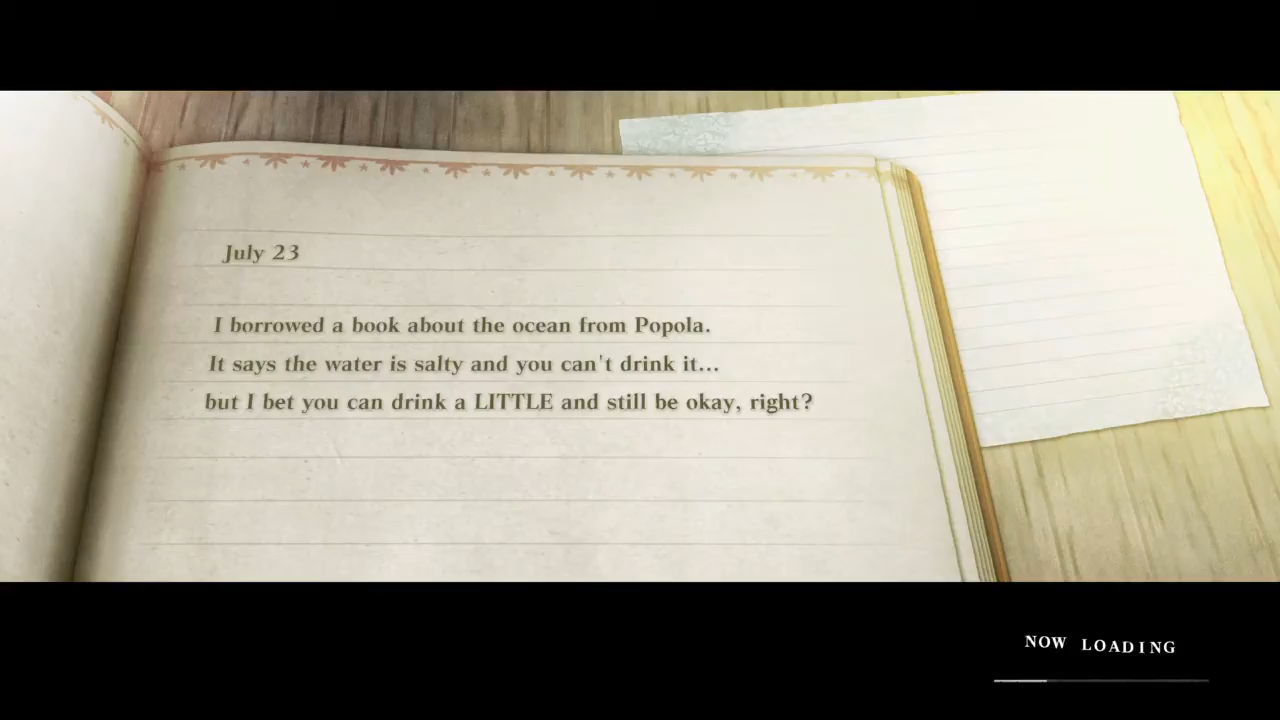 July 23
I borrowed a book about the ocean from Popola.
It says the water is salty and you can't drink it...
but I bet you can drink a LITTLE and still be okay, right?
NOW LOADING